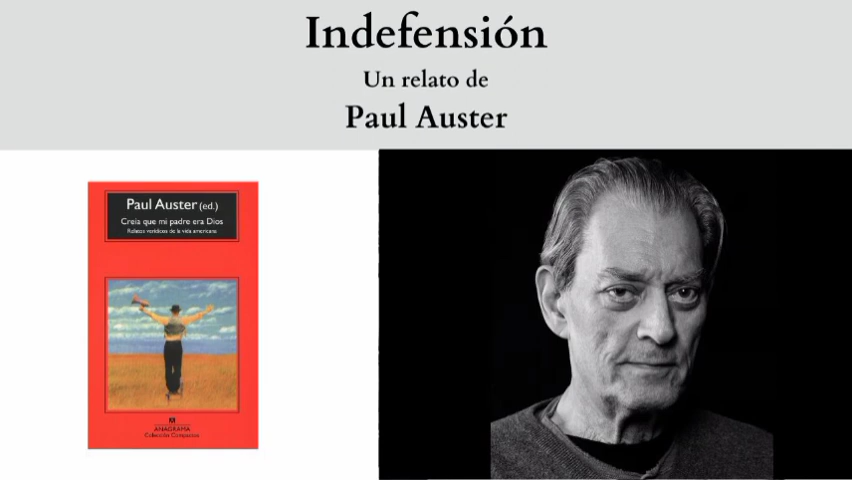 Indefensión
Un relato de
Paul Auster
Paul Auster (ed.)
Creía que mi padre era Dios
Relatos verídicos de la vida americana
ANAGRAMA
Colección Compactos